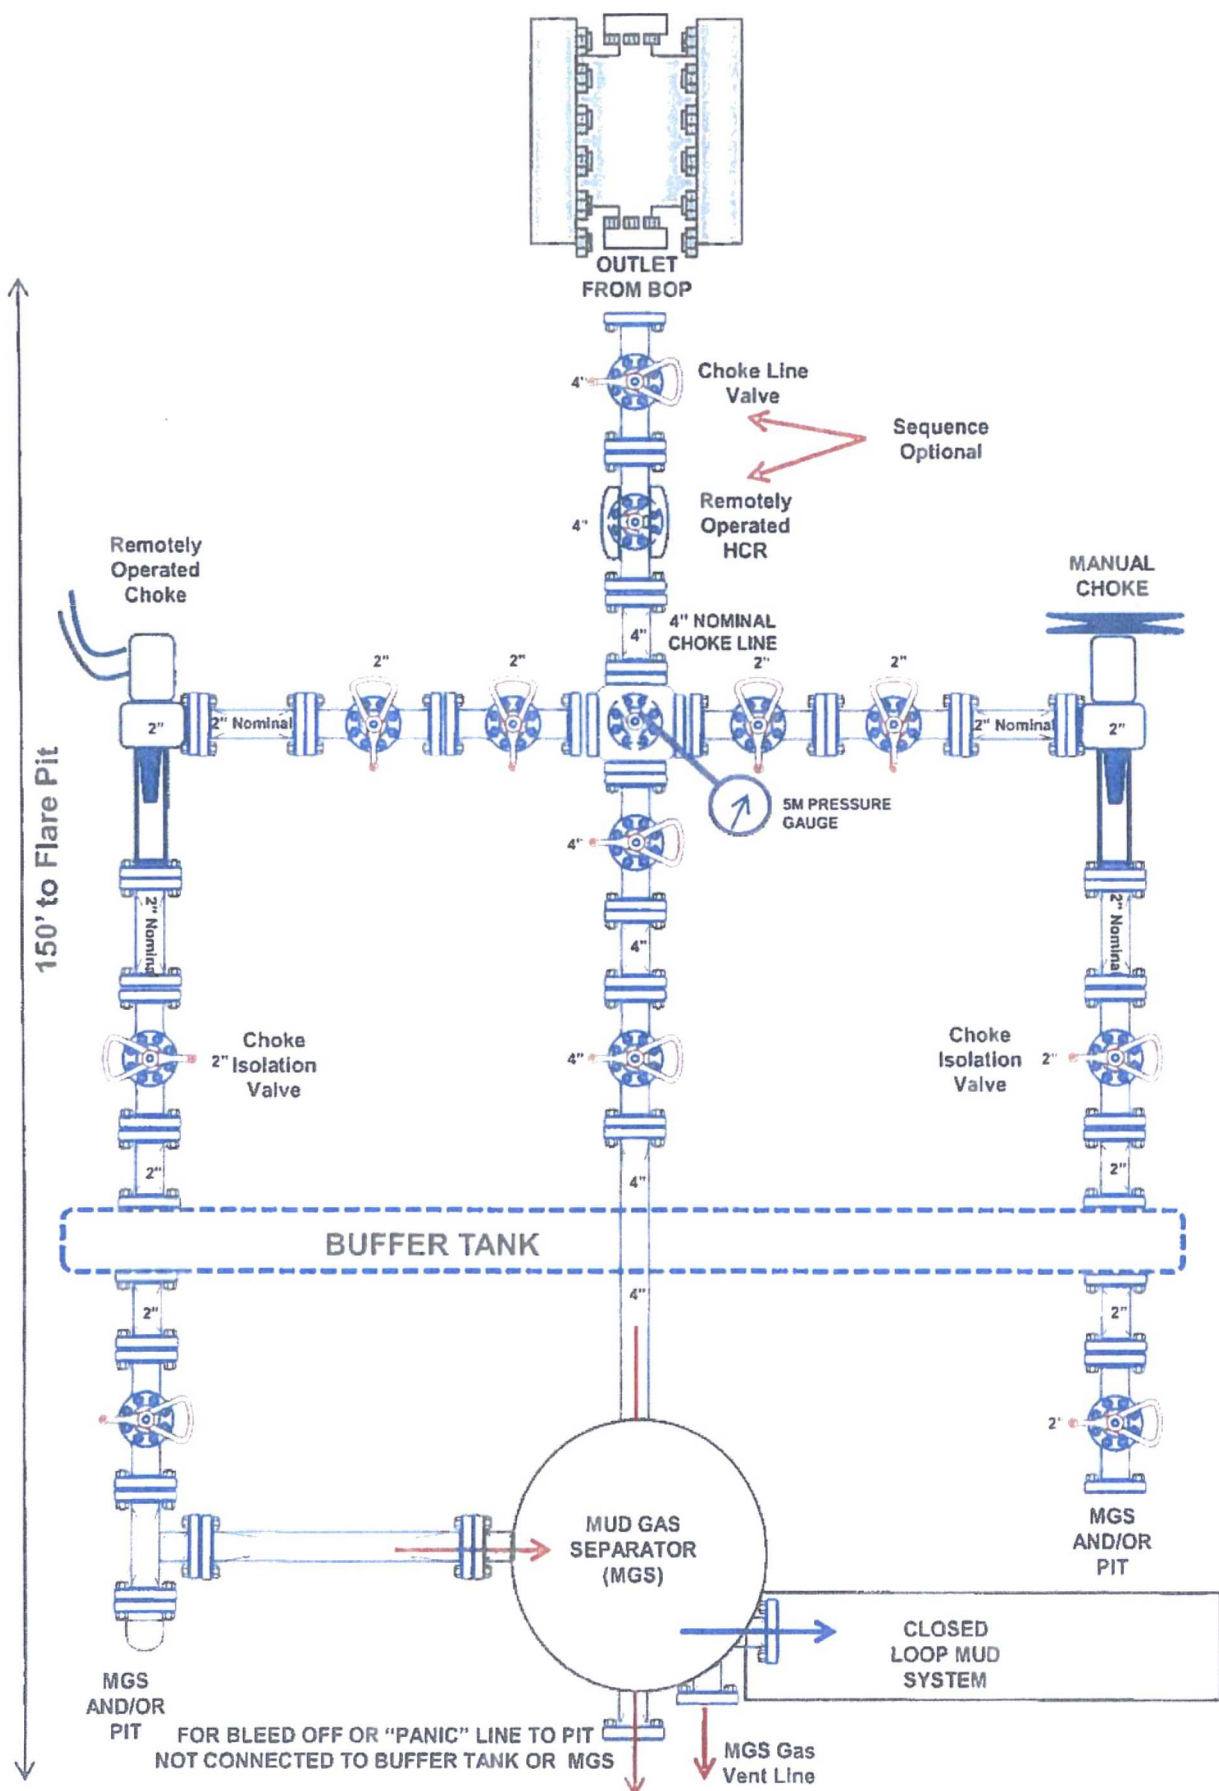 OUTLET
FROM BOP
4"
Choke Line
Valve
Sequence
Optional
4"
Remotely
Operated
HCR
Remotely
Operated
Choke
MANUAL
CHOKE
4"
4" NOMINAL
CHOKE LINE
2"
2"
2"
2"
2"
2" Nominal
2" Nominal
2"
5M PRESSURE
GAUGE
4"
150' to Flare Pit
2" Nominal
4"
2" Nominal
2"
Choke
Isolation
Valve
4"
Choke
Isolation
Valve
2"
2"
4"
2"
BUFFER TANK
2"
4"
2"
2'
MUD GAS
SEPARATOR
(MGS)
MGS
AND/OR
PIT
CLOSED
LOOP MUD
SYSTEM
MGS
AND/OR
PIT
FOR BLEED OFF OR "PANIC" LINE TO PIT
NOT CONNECTED TO BUFFER TANK OR MGS
MGS Gas
Vent Line